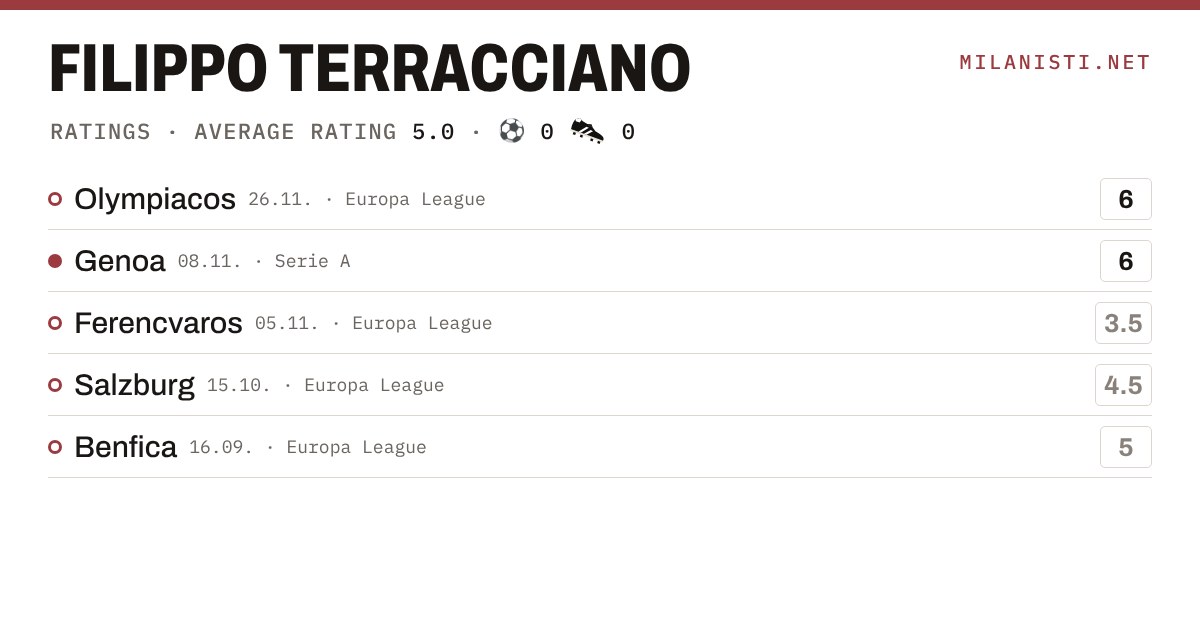 FILIPPO TERRACCIANO
MILANISTI.NET
RATINGS · AVERAGE RATING 5.0 · ⚽ 0 0
Olympiacos 26.11. · Europa League 6
Genoa 08.11. · Serie A 6
Ferencvaros 05.11. · Europa League 3.5
Salzburg 15.10. · Europa League 4.5
Benfica 16.09. · Europa League 5